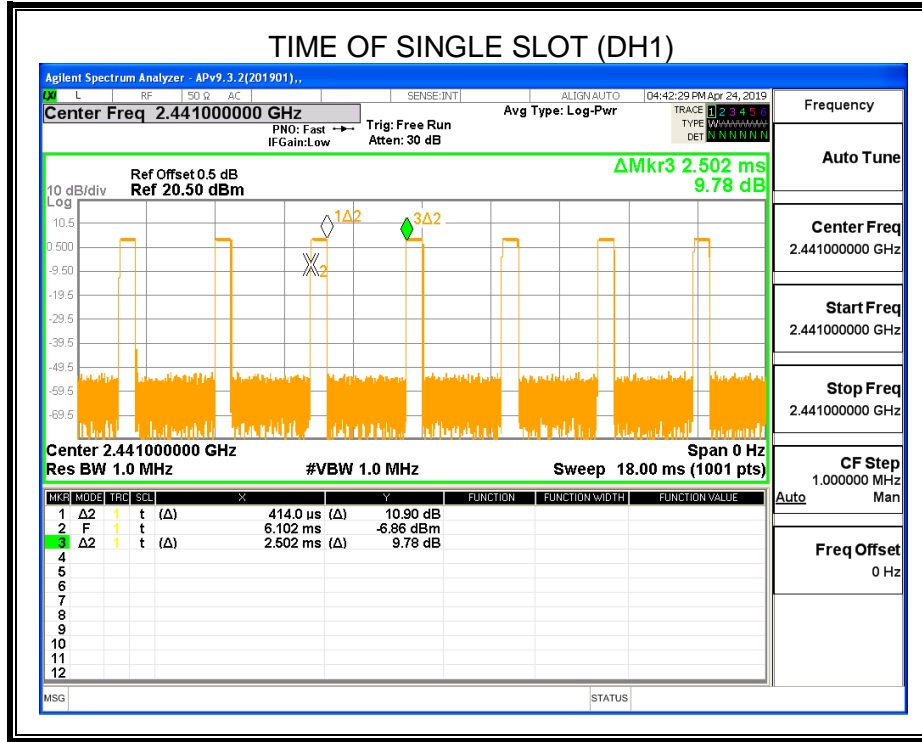 TIME OF SINGLE SLOT (DH1)
Agilent Spectrum Analyzer - APv9.3.2(201901),,
LXI L RF 50 Ω AC SENSE:INT ALIGN AUTO 04:42:29 PM Apr 24, 2019
Center Freq 2.441000000 GHz
PNO: Fast
IFGain:Low
Trig: Free Run
Atten: 30 dB
Avg Type: Log-Pwr
TRACE 1 2 3 4 5 6
TYPE WWWWWW
DET N N N N N N
Ref Offset 0.5 dB
10 dB/div Ref 20.50 dBm
Log
ΔMkr3 2.502 ms
9.78 dB
10.5
0.500
-9.50
-19.5
-29.5
-39.5
-49.5
-59.5
-69.5
1Δ2
3Δ2
2
Center 2.441000000 GHz Span 0 Hz
Res BW 1.0 MHz #VBW 1.0 MHz Sweep 18.00 ms (1001 pts)
MKR MODE TRC SCL X Y FUNCTION FUNCTION WIDTH FUNCTION VALUE
1 Δ2 1 t (Δ) 414.0 µs (Δ) 10.90 dB
2 F 1 t 6.102 ms -6.86 dBm
3 Δ2 1 t (Δ) 2.502 ms (Δ) 9.78 dB
4
5
6
7
8
9
10
11
12
MSG STATUS
Frequency
Auto Tune
Center Freq
2.441000000 GHz
Start Freq
2.441000000 GHz
Stop Freq
2.441000000 GHz
CF Step
1.000000 MHz
Auto Man
Freq Offset
0 Hz